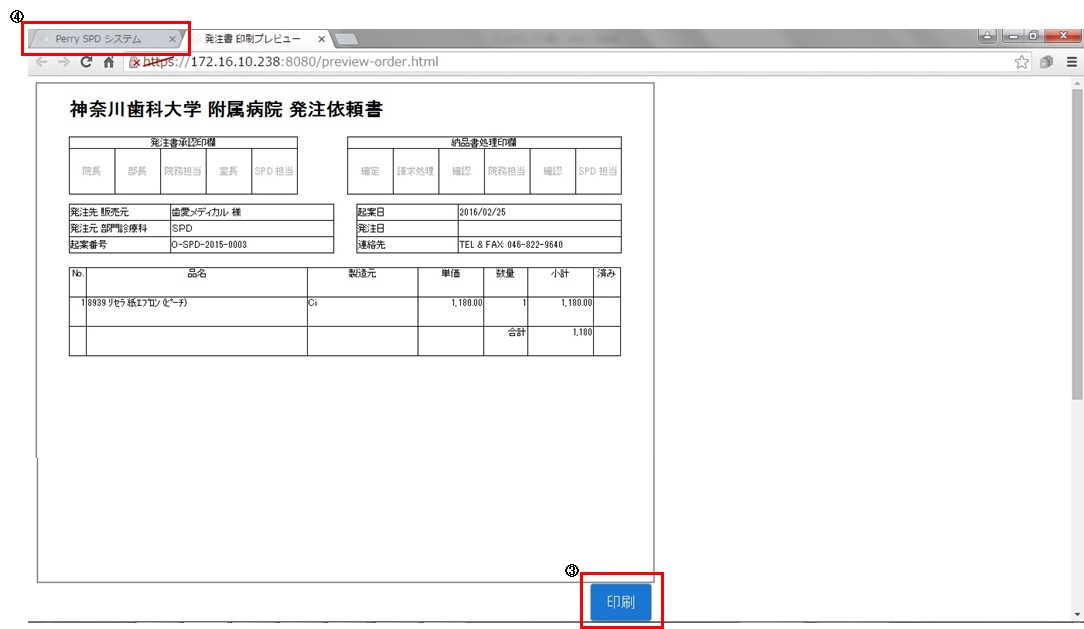 ④
Perry SPD システム × 発注書 印刷プレビュー ×
https://172.16.10.238:8080/preview-order.html
神奈川歯科大学 附属病院 発注依頼書
発注書承認印欄 納品書処理印欄
院長 部長 院務担当 室長 SPD 担当 確定 請求処理 確認 院務担当 確認 SPD 担当
発注先 販売元 歯愛メディカル 様 起案日 2016/02/25
発注元 部門診療科 SPD 発注日
起案番号 O-SPD-2015-0003 連絡先 TEL & FAX: 046-822-9640
No. 品名 製造元 単価 数量 小計 済み
1 8939 リセラ 紙エプロン (ピーチ) Ci 1,180.00 1 1,180.00
合計 1,180
③
印刷